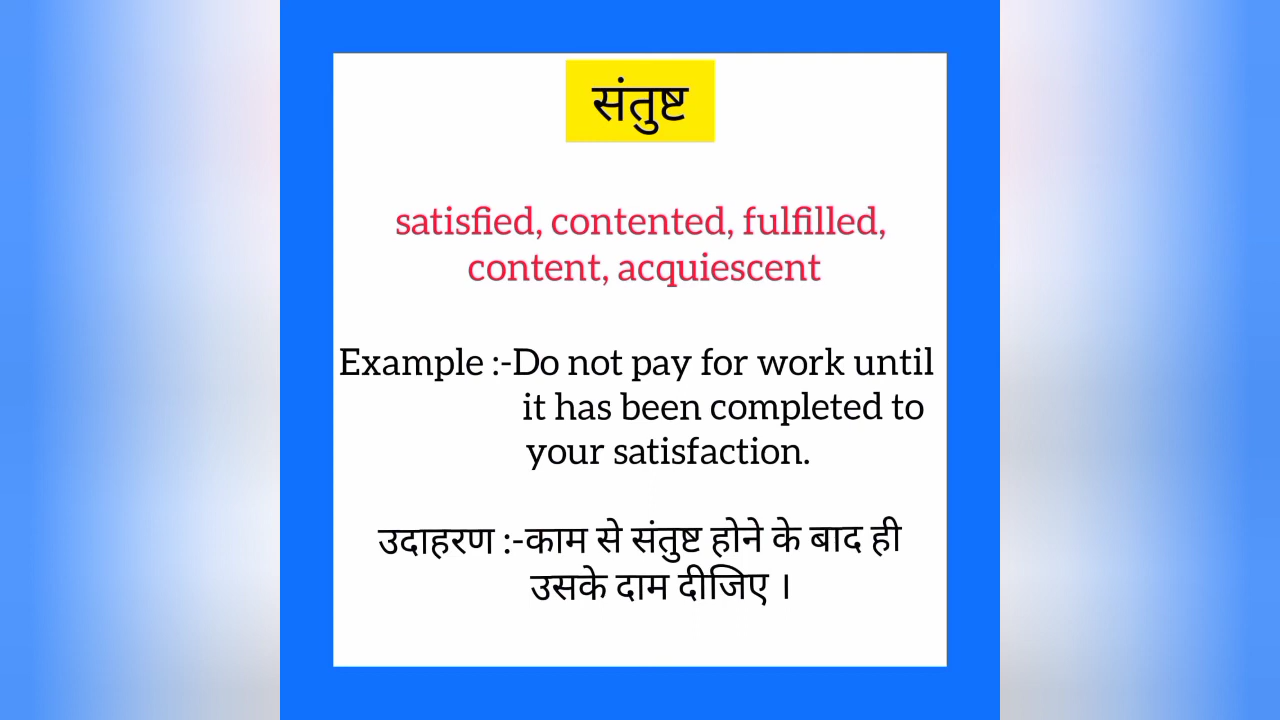 संतुष्ट
satisfied, contented, fulfilled,
content, acquiescent
Example :-Do not pay for work until
it has been completed to
your satisfaction.
उदाहरण :-काम से संतुष्ट होने के बाद ही
उसके दाम दीजिए ।